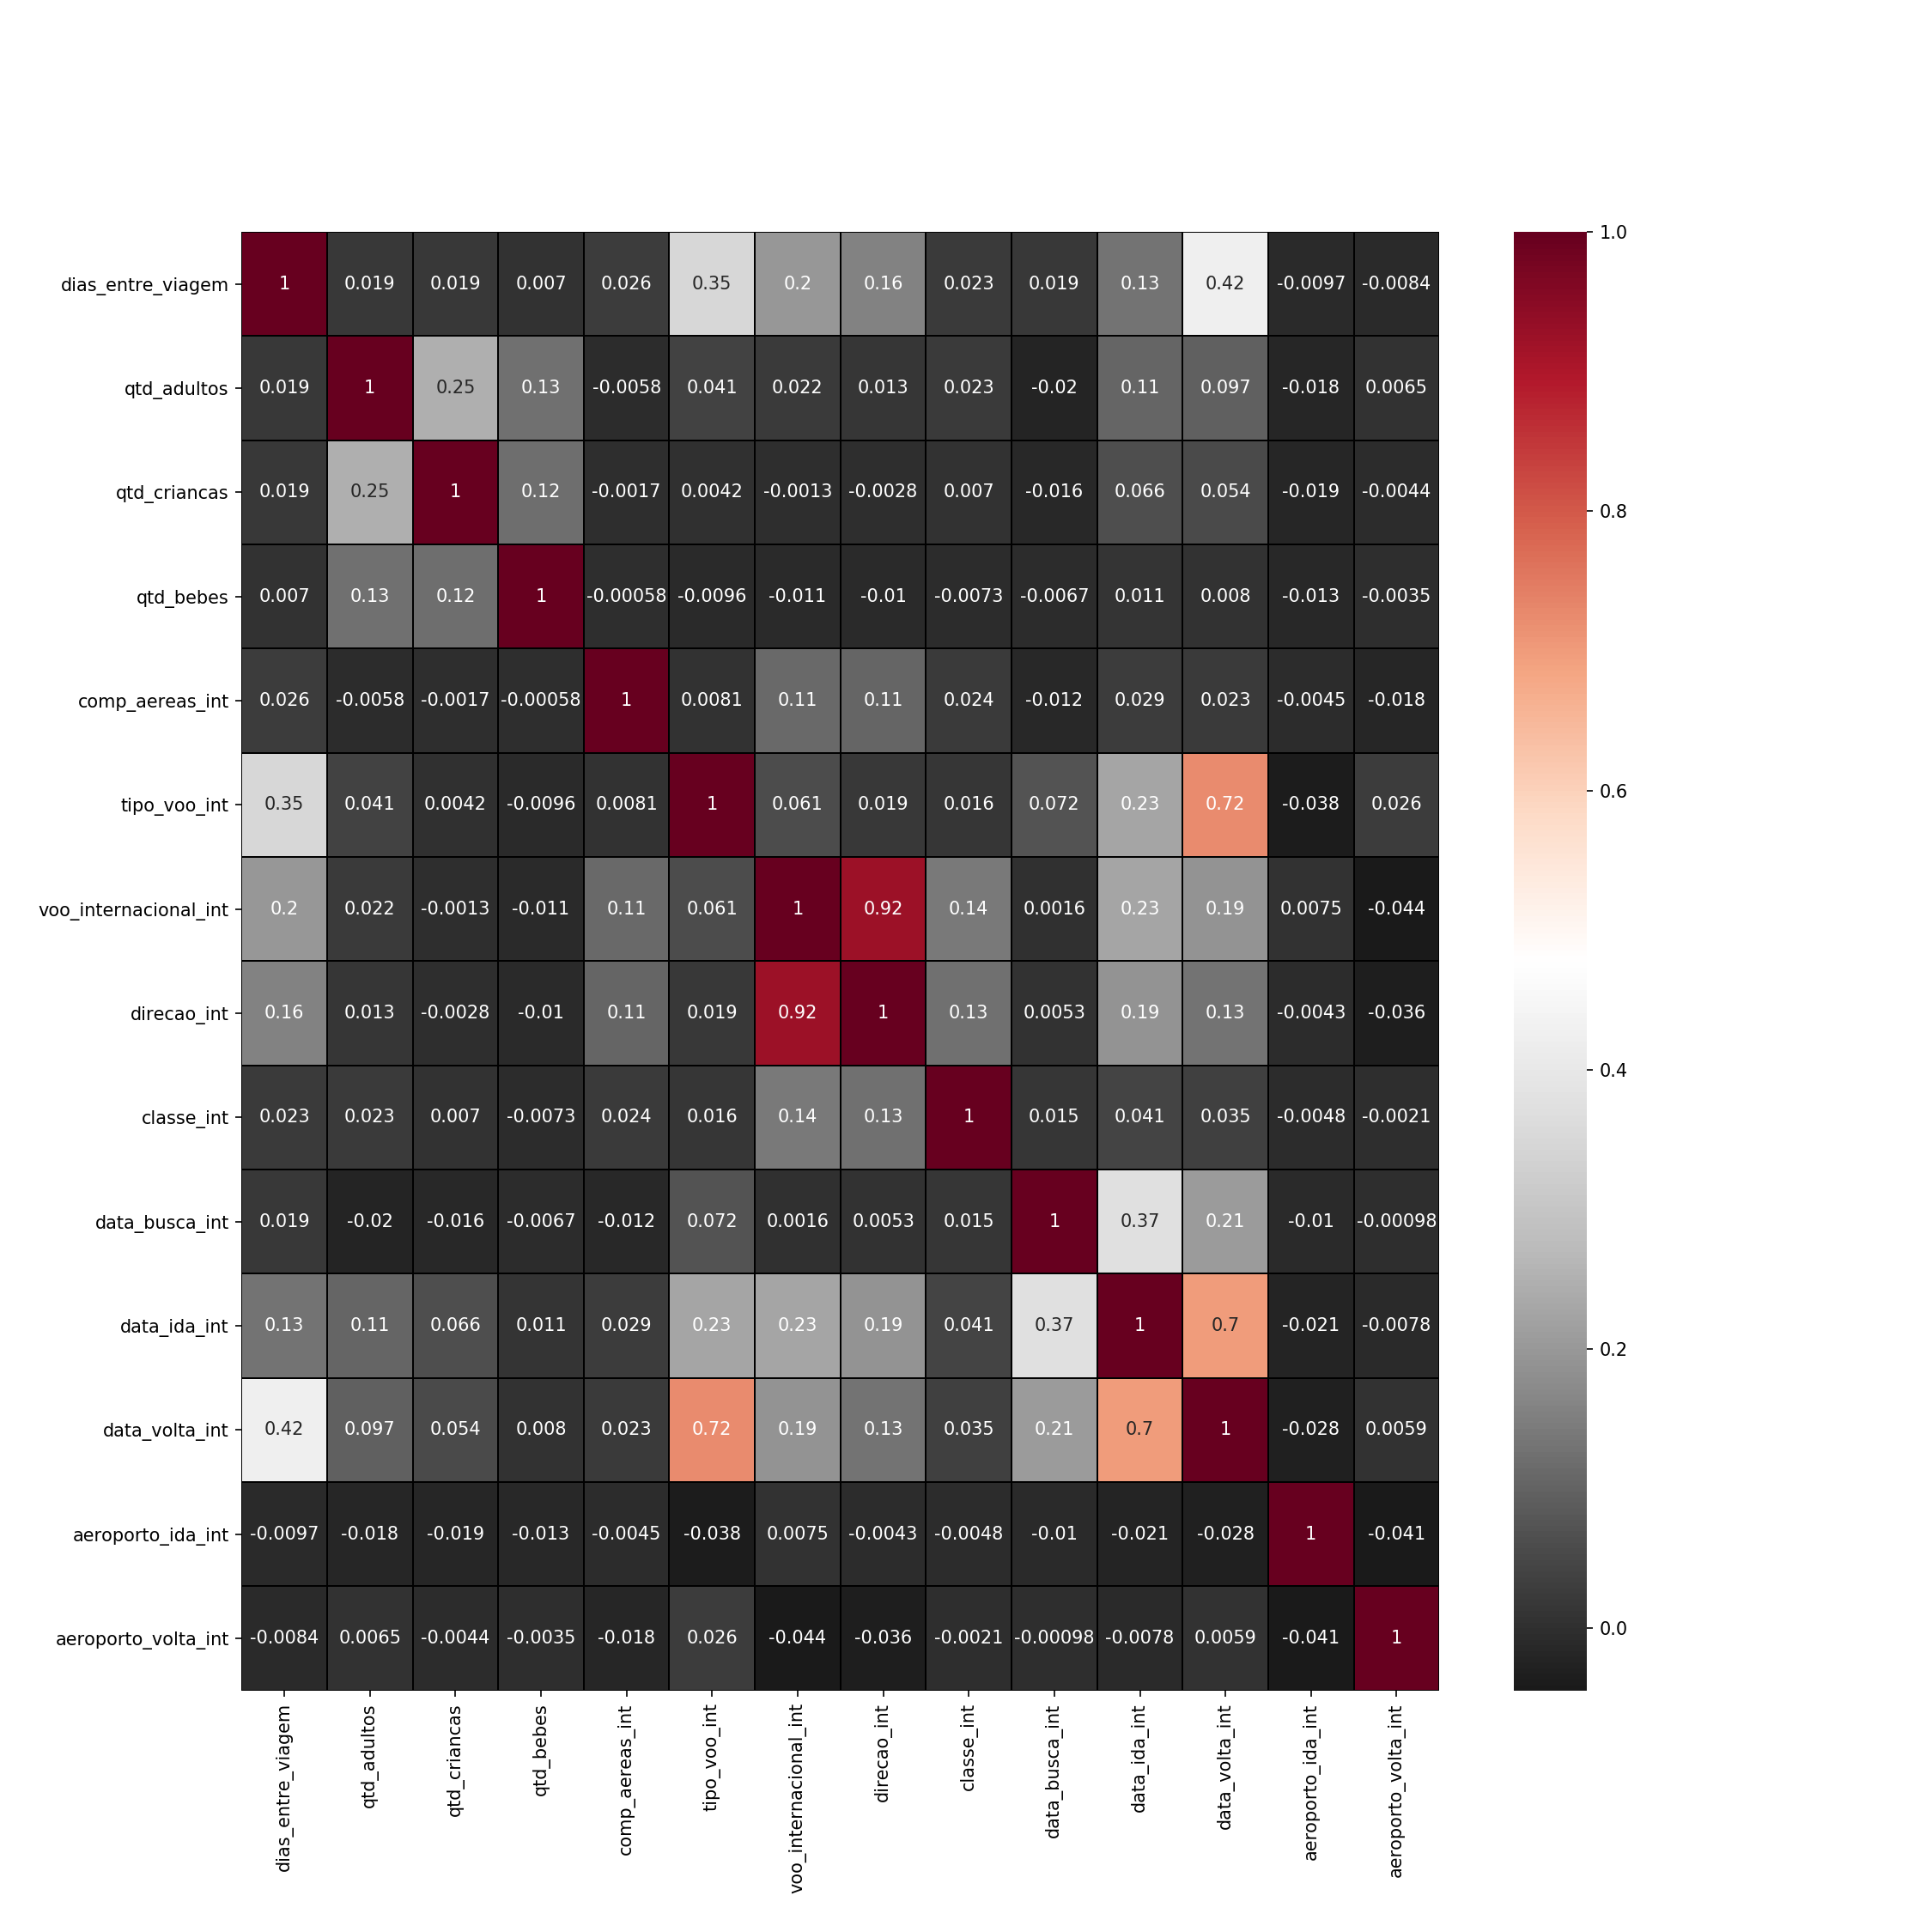 dias_entre_viagem 1 0.019 0.019 0.007 0.026 0.35 0.2 0.16 0.023 0.019 0.13 0.42 -0.0097 -0.0084
qtd_adultos 0.019 1 0.25 0.13 -0.0058 0.041 0.022 0.013 0.023 -0.02 0.11 0.097 -0.018 0.0065
qtd_criancas 0.019 0.25 1 0.12 -0.0017 0.0042 -0.0013 -0.0028 0.007 -0.016 0.066 0.054 -0.019 -0.0044
qtd_bebes 0.007 0.13 0.12 1 -0.00058 -0.0096 -0.011 -0.01 -0.0073 -0.0067 0.011 0.008 -0.013 -0.0035
comp_aereas_int 0.026 -0.0058 -0.0017 -0.00058 1 0.0081 0.11 0.11 0.024 -0.012 0.029 0.023 -0.0045 -0.018
tipo_voo_int 0.35 0.041 0.0042 -0.0096 0.0081 1 0.061 0.019 0.016 0.072 0.23 0.72 -0.038 0.026
voo_internacional_int 0.2 0.022 -0.0013 -0.011 0.11 0.061 1 0.92 0.14 0.0016 0.23 0.19 0.0075 -0.044
direcao_int 0.16 0.013 -0.0028 -0.01 0.11 0.019 0.92 1 0.13 0.0053 0.19 0.13 -0.0043 -0.036
classe_int 0.023 0.023 0.007 -0.0073 0.024 0.016 0.14 0.13 1 0.015 0.041 0.035 -0.0048 -0.0021
data_busca_int 0.019 -0.02 -0.016 -0.0067 -0.012 0.072 0.0016 0.0053 0.015 1 0.37 0.21 -0.01 -0.00098
data_ida_int 0.13 0.11 0.066 0.011 0.029 0.23 0.23 0.19 0.041 0.37 1 0.7 -0.021 -0.0078
data_volta_int 0.42 0.097 0.054 0.008 0.023 0.72 0.19 0.13 0.035 0.21 0.7 1 -0.028 0.0059
aeroporto_ida_int -0.0097 -0.018 -0.019 -0.013 -0.0045 -0.038 0.0075 -0.0043 -0.0048 -0.01 -0.021 -0.028 1 -0.041
aeroporto_volta_int -0.0084 0.0065 -0.0044 -0.0035 -0.018 0.026 -0.044 -0.036 -0.0021 -0.00098 -0.0078 0.0059 -0.041 1
dias_entre_viagem
qtd_adultos
qtd_criancas
qtd_bebes
comp_aereas_int
tipo_voo_int
voo_internacional_int
direcao_int
classe_int
data_busca_int
data_ida_int
data_volta_int
aeroporto_ida_int
aeroporto_volta_int
1.0
0.8
0.6
0.4
0.2
0.0